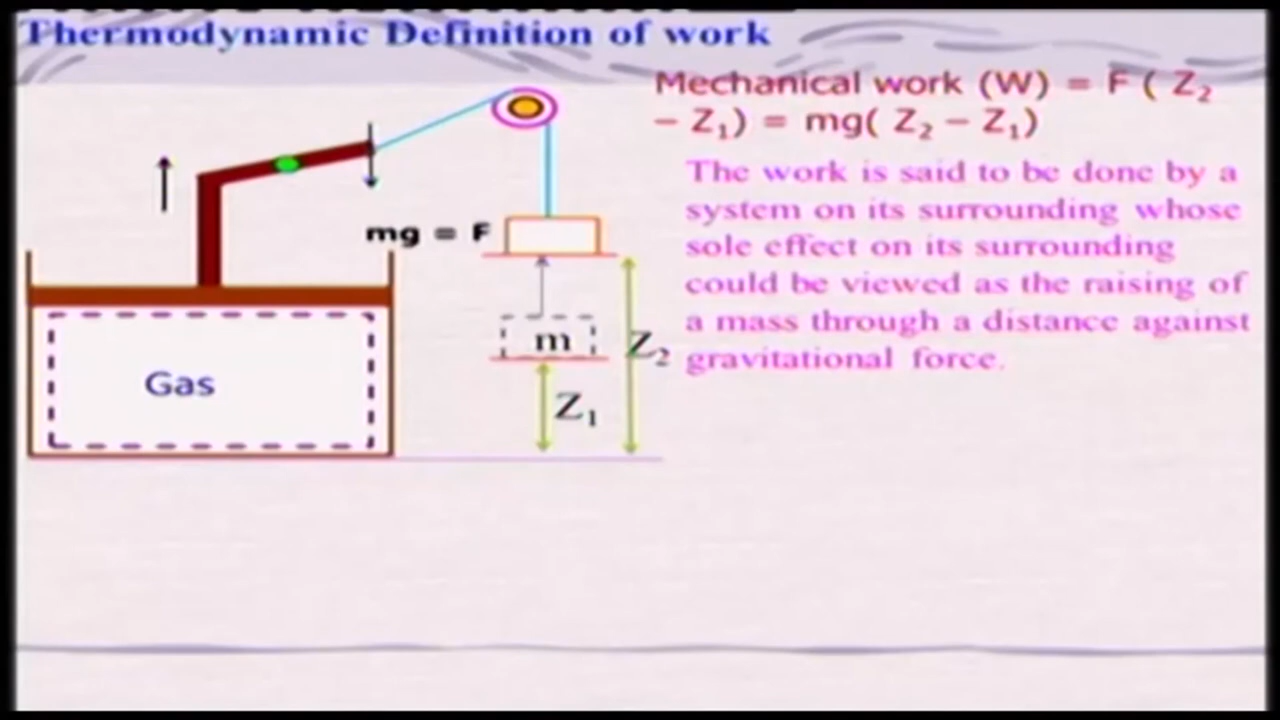 Thermodynamic Definition of work
Mechanical work (W) = F ( Z₂
– Z₁) = mg( Z₂ – Z₁)
The work is said to be done by a
system on its surrounding whose
sole effect on its surrounding
could be viewed as the raising of
a mass through a distance against
gravitational force.
mg = F
m
Z₂
Gas
Z₁